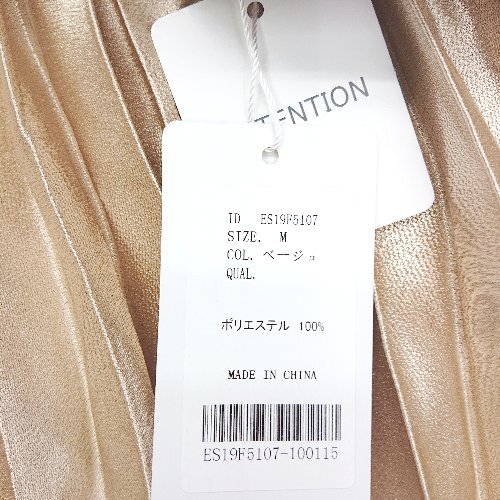 TENTION
ID ES19F5107
SIZE. M
COL. ベージュ
QUAL.
ポリエステル 100%
MADE IN CHINA
ES19F5107-100115